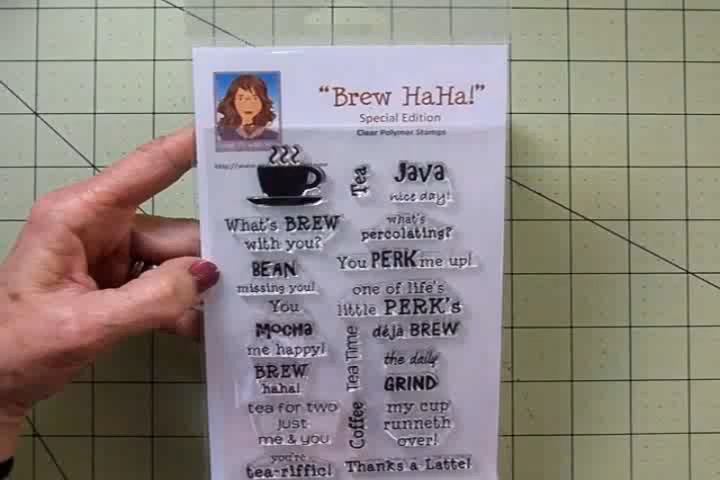 "Brew HaHa!"
Special Edition
Clear Polymer Stamps
Tea
Java
nice day!
What's BREW
with you?
what's
percolating?
BEAN
missing you!
You PERK me up!
one of life's
little PERK's
You
MOCHA
me happy!
déjà BREW
Tea Time
the daily
GRIND
BREW
haha!
tea for two
just
me & you
Coffee
my cup
runneth
over!
you're
tea-riffic!
Thanks a Latte!